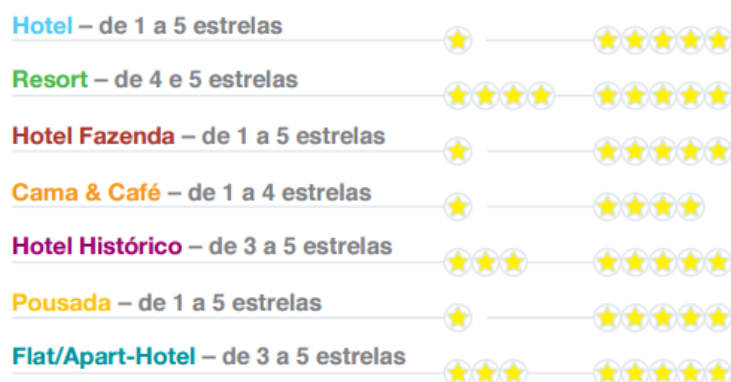 Hotel – de 1 a 5 estrelas
Resort – de 4 e 5 estrelas
Hotel Fazenda – de 1 a 5 estrelas
Cama & Café – de 1 a 4 estrelas
Hotel Histórico – de 3 a 5 estrelas
Pousada – de 1 a 5 estrelas
Flat/Apart-Hotel – de 3 a 5 estrelas